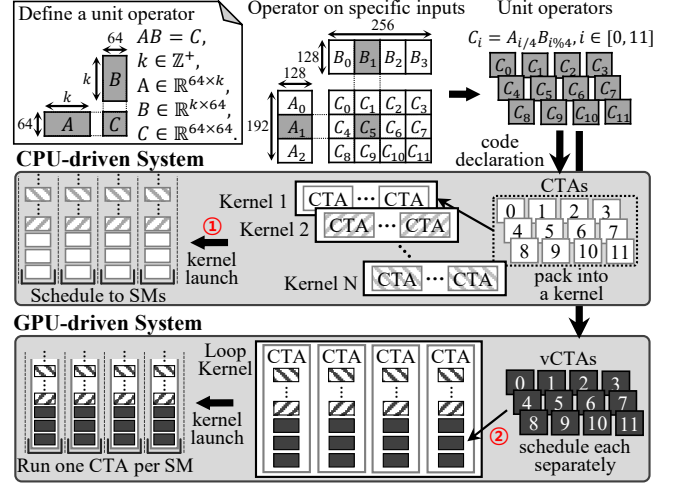 Define a unit operator
64
k
B
k
64
A
C
AB = C,
k ∈ ℤ⁺,
A ∈ ℝ^{64×k},
B ∈ ℝ^{k×64},
C ∈ ℝ^{64×64}.
Operator on specific inputs
256
128
B₀ B₁ B₂ B₃
128
192
A₀ C₀ C₁ C₂ C₃
A₁ C₄ C₅ C₆ C₇
A₂ C₈ C₉ C₁₀ C₁₁
Unit operators
Cᵢ = A_{i/4}B_{i%4}, i ∈ [0, 11]
C₀ C₁ C₂ C₃
C₄ C₅ C₆ C₇
C₈ C₉ C₁₀ C₁₁
code
declaration
CPU-driven System
Schedule to SMs
①
kernel
launch
Kernel 1
CTA ··· CTA
Kernel 2
CTA ··· CTA
Kernel N
CTA ··· CTA
CTAs
0 1 2 3
4 5 6 7
8 9 10 11
pack into
a kernel
GPU-driven System
Run one CTA per SM
Loop
Kernel
kernel
launch
CTA CTA CTA CTA
②
vCTAs
0 1 2 3
4 5 6 7
8 9 10 11
schedule each
separately